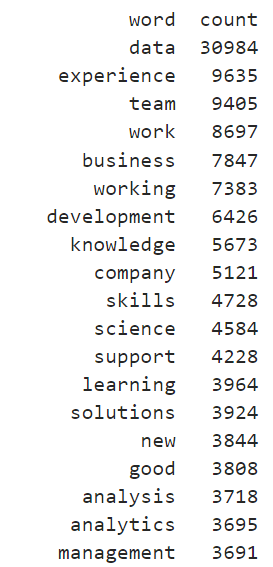 word count
data 30984
experience 9635
team 9405
work 8697
business 7847
working 7383
development 6426
knowledge 5673
company 5121
skills 4728
science 4584
support 4228
learning 3964
solutions 3924
new 3844
good 3808
analysis 3718
analytics 3695
management 3691